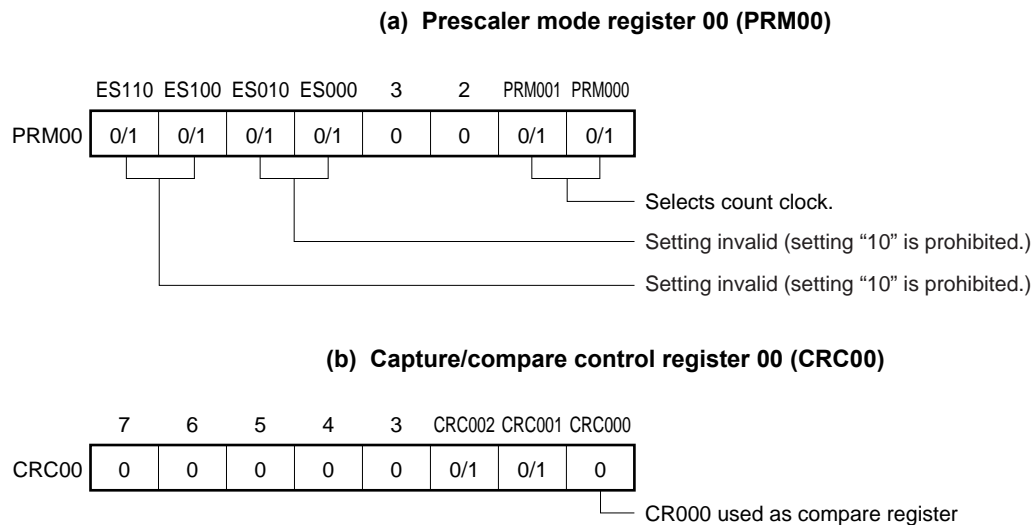 (a) Prescaler mode register 00 (PRM00)
ES110 ES100 ES010 ES000 3 2 PRM001 PRM000
PRM00 0/1 0/1 0/1 0/1 0 0 0/1 0/1
Selects count clock.
Setting invalid (setting “10” is prohibited.)
Setting invalid (setting “10” is prohibited.)
(b) Capture/compare control register 00 (CRC00)
7 6 5 4 3 CRC002 CRC001 CRC000
CRC00 0 0 0 0 0 0/1 0/1 0
CR000 used as compare register